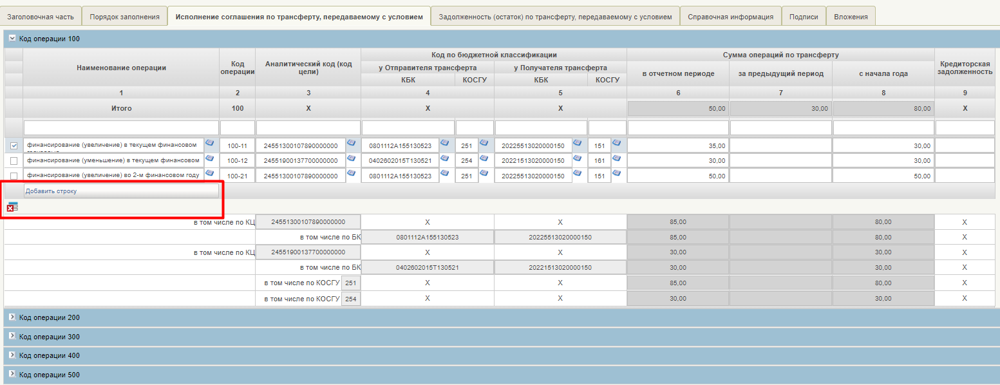 Заголовочная часть Порядок заполнения Исполнение соглашения по трансферту, передаваемому с условием Задолженность (остаток) по трансферту, передаваемому с условием Справочная информация Подписи Вложения
Код операции 100
Наименование операции Код операции Аналитический код (код цели) Код по бюджетной классификации Сумма операций по трансферту Кредиторская задолженность
у Отправителя трансферта у Получателя трансферта в отчетном периоде за предыдущий период с начала года
КБК КОСГУ КБК КОСГУ
1 2 3 4 5 6 7 8 9
Итого 100 X X X 50,00 30,00 80,00 X
финансирование (увеличение) в текущем финансовом 100-11 24551300107890000000 0801112А155130523 251 20225513020000150 151 35,00 30,00
финансирование (уменьшение) в текущем финансовом 100-12 24551900137700000000 0402602015Т130521 254 20221513020000150 161 30,00 30,00
финансирование (увеличение) во 2-м финансовом году 100-21 24551300107890000000 0801112А155130523 251 20225513020000150 151 50,00 50,00
Добавить строку
в том числе по КЦ 24551300107890000000 X X 85,00 80,00 X
в том числе по БК 0801112А155130523 20225513020000150 85,00 80,00 X
в том числе по КЦ 24551900137700000000 X X 30,00 30,00 X
в том числе по БК 0402602015Т130521 20221513020000150 30,00 30,00 X
в том числе по КОСГУ 251 X X 85,00 80,00 X
в том числе по КОСГУ 254 X X 30,00 30,00 X
Код операции 200
Код операции 300
Код операции 400
Код операции 500